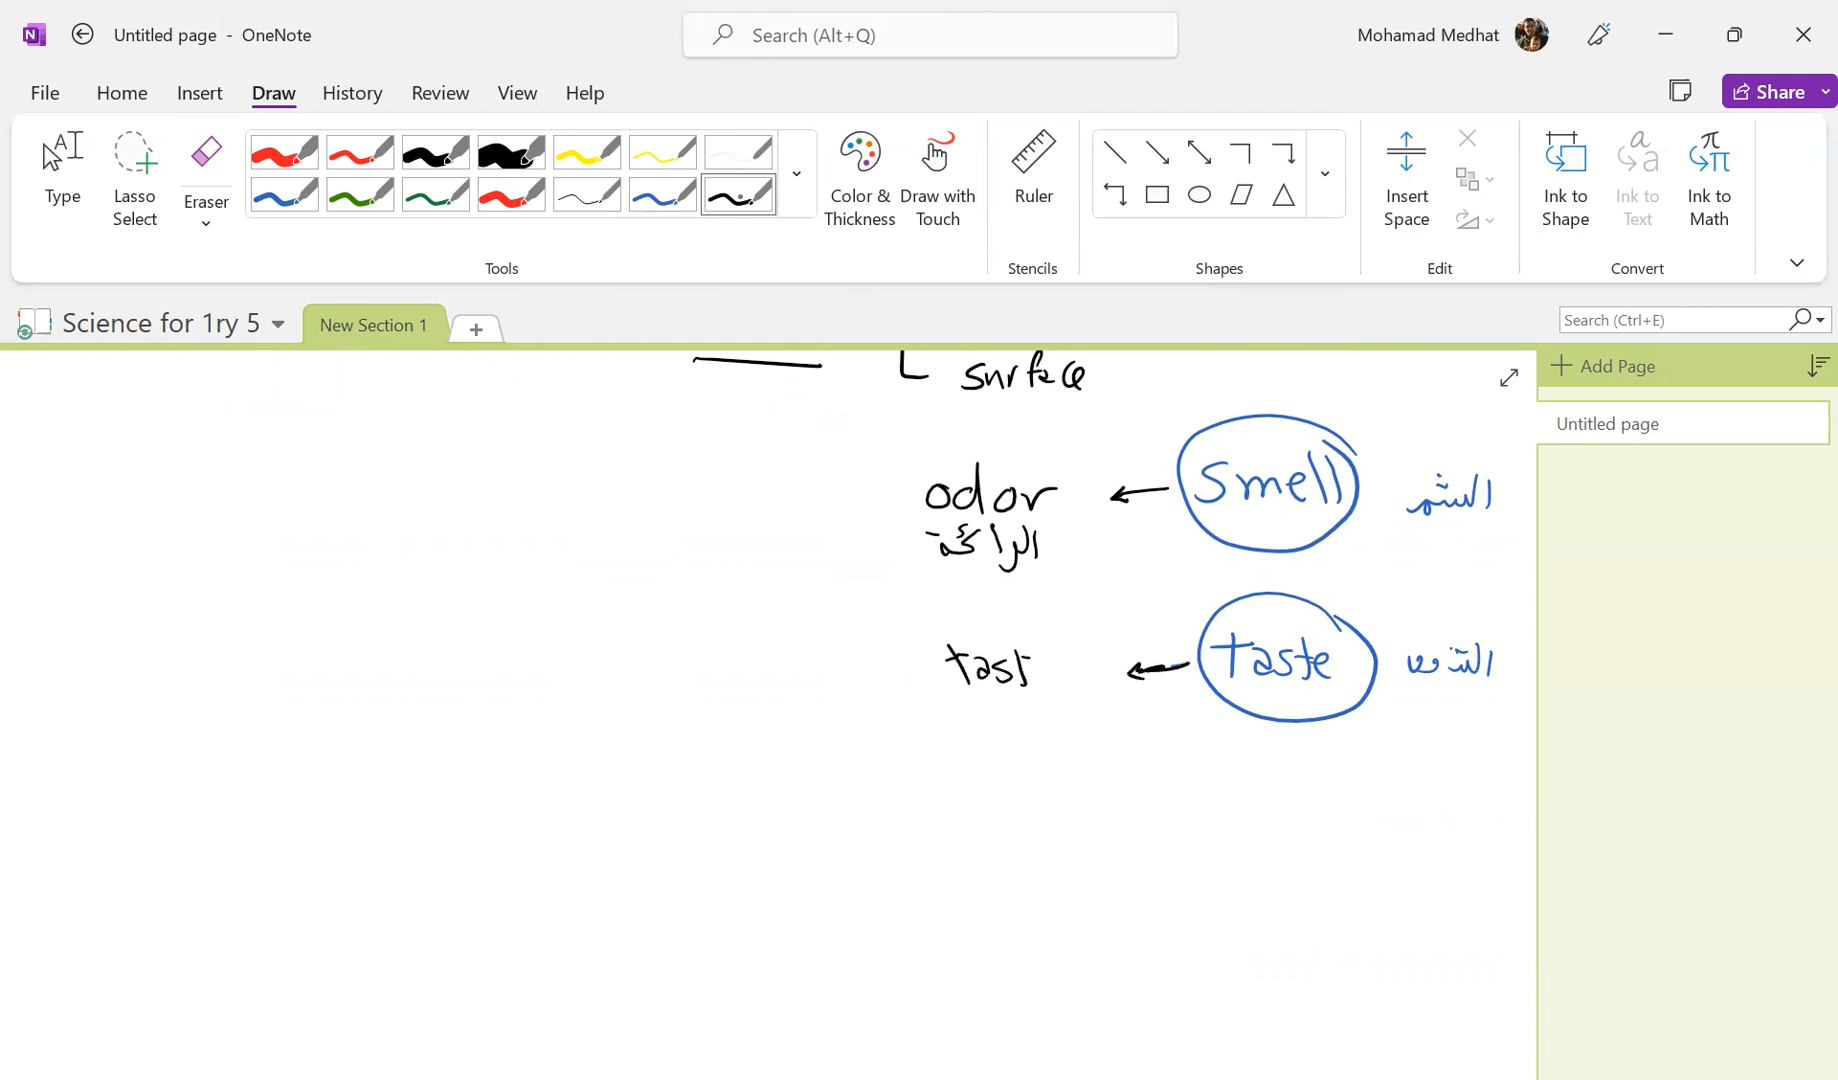 Untitled page - OneNote
Search (Alt+Q)
Mohamad Medhat
File Home Insert Draw History Review View Help
Share
Type
Lasso Select
Eraser
Color & Thickness
Draw with Touch
Ruler
Insert Space
Ink to Shape
Ink to Text
Ink to Math
Tools Stencils Shapes Edit Convert
Science for 1ry 5
New Section 1
Search (Ctrl+E)
Add Page
Untitled page
surface
odor ← smell الشم
الرائحة
tast ← taste